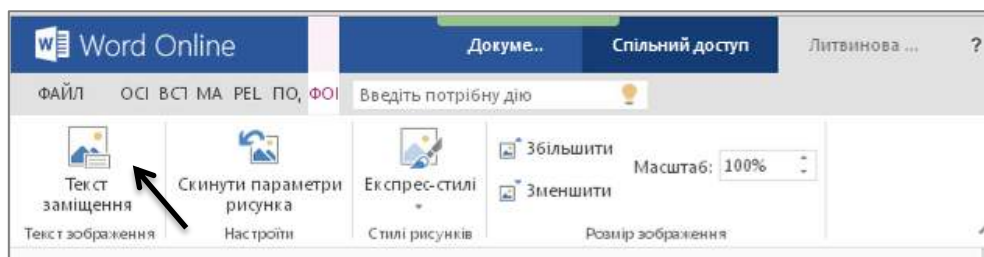 Word Online Докуме... Спільний доступ Литвинова ... ?
ФАЙЛ ОСІ ВСТ МА PEL ПО, ФОІ Введіть потрібну дію
Текст заміщення
Скинути параметри рисунка
Експрес-стилі
Збільшити
Зменшити
Масштаб: 100%
Текст зображення Настроїти Стилі рисунків Розмір зображення